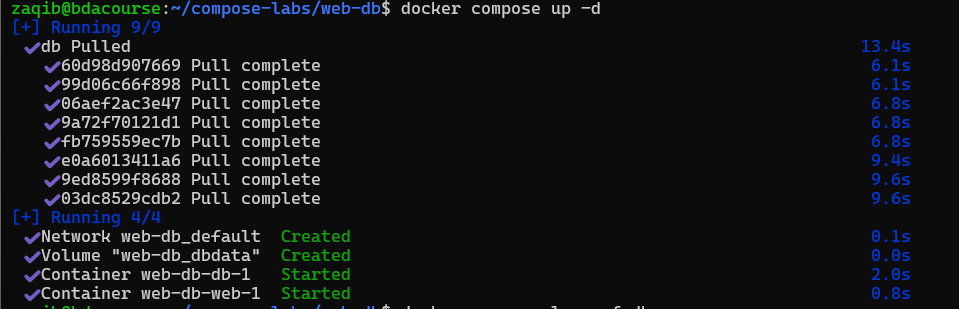 zaqib@bdacourse:~/compose-labs/web-db$ docker compose up -d
[+] Running 9/9
✔db Pulled 13.4s
✔60d98d907669 Pull complete 6.1s
✔99d06c66f898 Pull complete 6.1s
✔06aef2ac3e47 Pull complete 6.8s
✔9a72f70121d1 Pull complete 6.8s
✔fb759559ec7b Pull complete 6.8s
✔e0a6013411a6 Pull complete 9.4s
✔9ed8599f8688 Pull complete 9.6s
✔03dc8529cdb2 Pull complete 9.6s
[+] Running 4/4
✔Network web-db_default Created 0.1s
✔Volume "web-db_dbdata" Created 0.0s
✔Container web-db-db-1 Started 2.0s
✔Container web-db-web-1 Started 0.8s